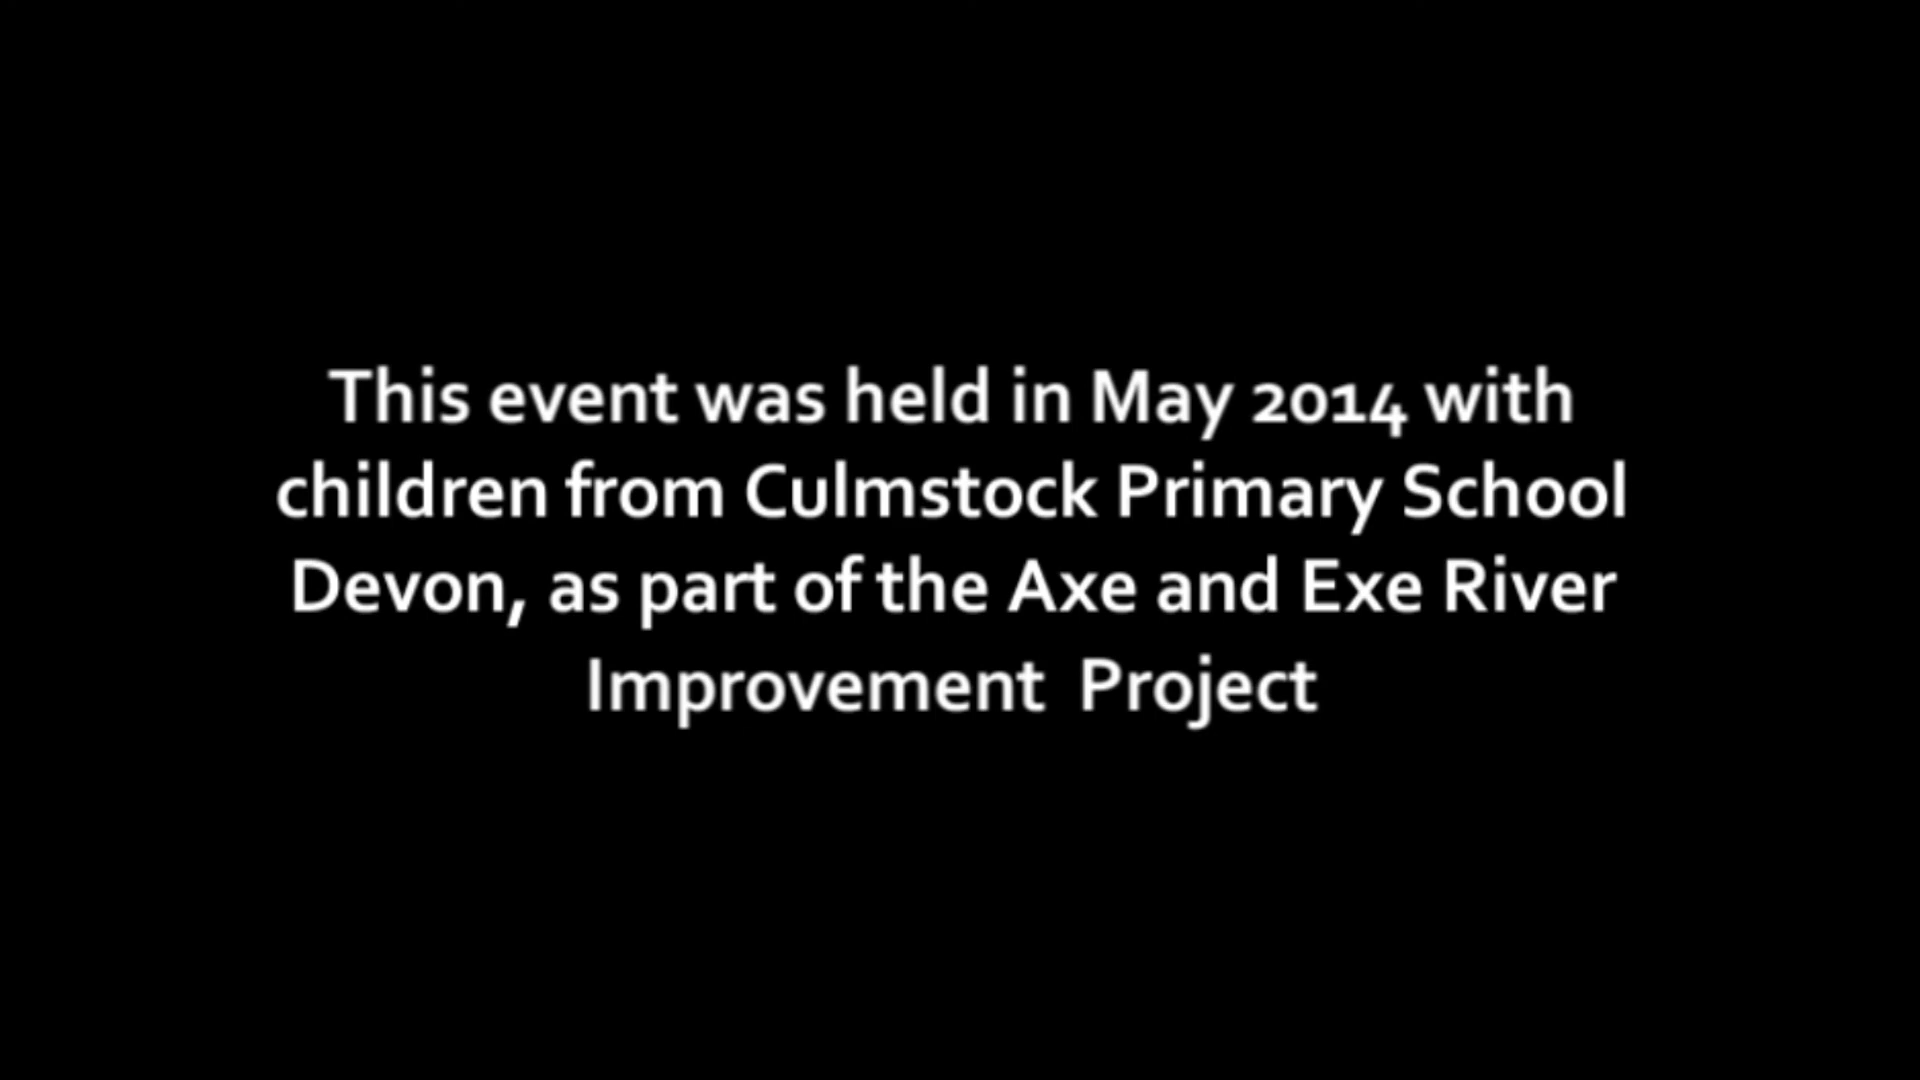 This event was held in May 2014 with
children from Culmstock Primary School
Devon, as part of the Axe and Exe River
Improvement  Project